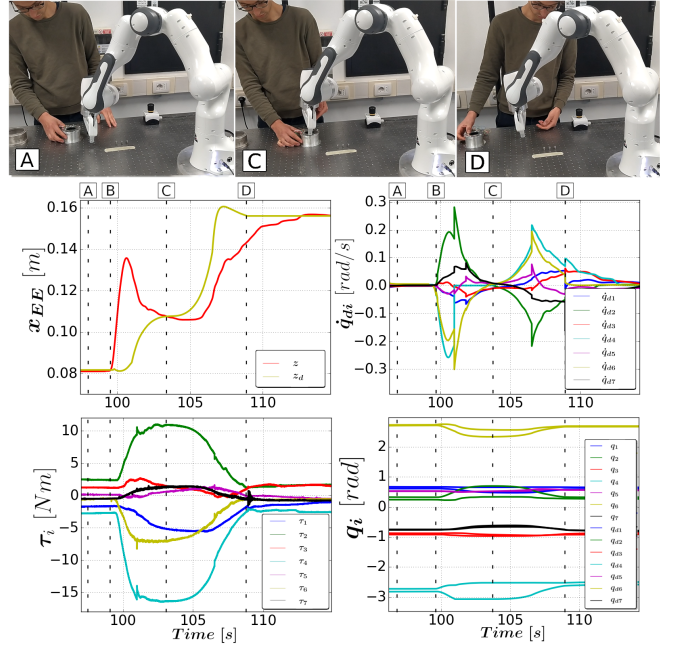 A
C
D
A B C D
0.16
0.14
0.12
0.10
0.08
x_EE [m]
z
z_d
100 105 110
A B C D
0.3
0.2
0.1
0.0
−0.1
−0.2
−0.3
q̇_di [rad/s]
q̇_d1
q̇_d2
q̇_d3
q̇_d4
q̇_d5
q̇_d6
q̇_d7
100 105 110
10
5
0
−5
−10
−15
τ_i [Nm]
τ_1
τ_2
τ_3
τ_4
τ_5
τ_6
τ_7
100 105 110
Time [s]
2
1
0
−1
−2
−3
q_i [rad]
q_1
q_2
q_3
q_4
q_5
q_6
q_7
q_d1
q_d2
q_d3
q_d4
q_d5
q_d6
q_d7
100 105 110
Time [s]